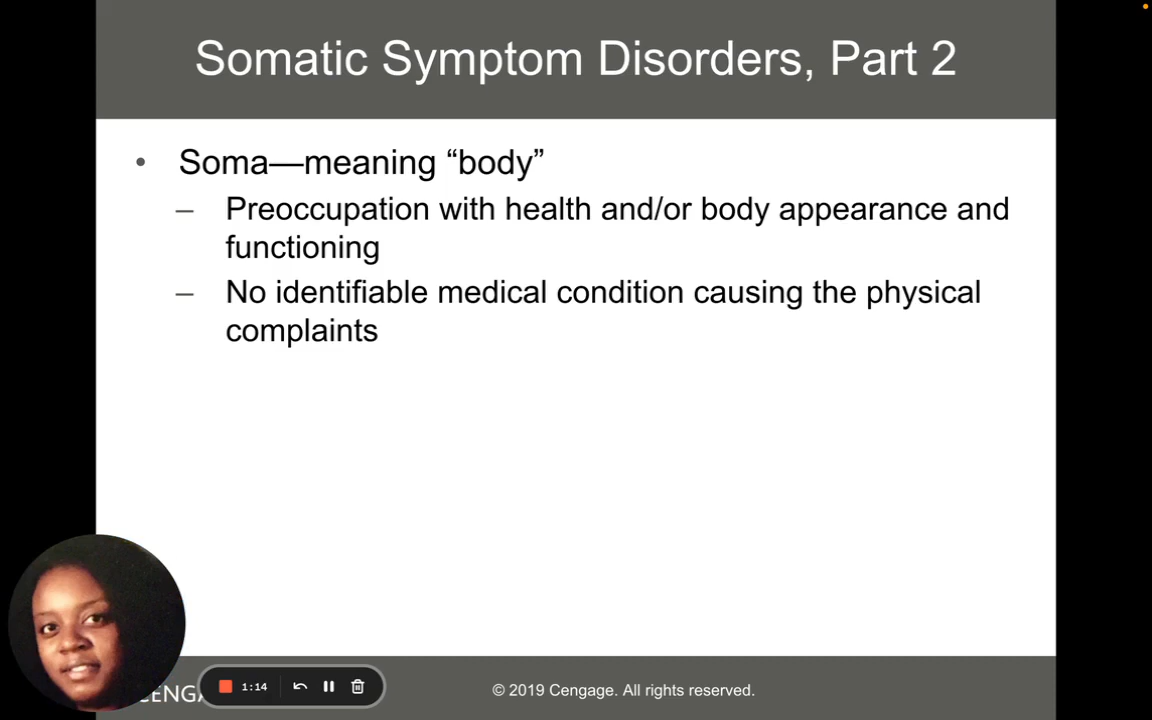 Somatic Symptom Disorders, Part 2
• Soma—meaning “body”
– Preoccupation with health and/or body appearance and
functioning
– No identifiable medical condition causing the physical
complaints
1:14
© 2019 Cengage. All rights reserved.